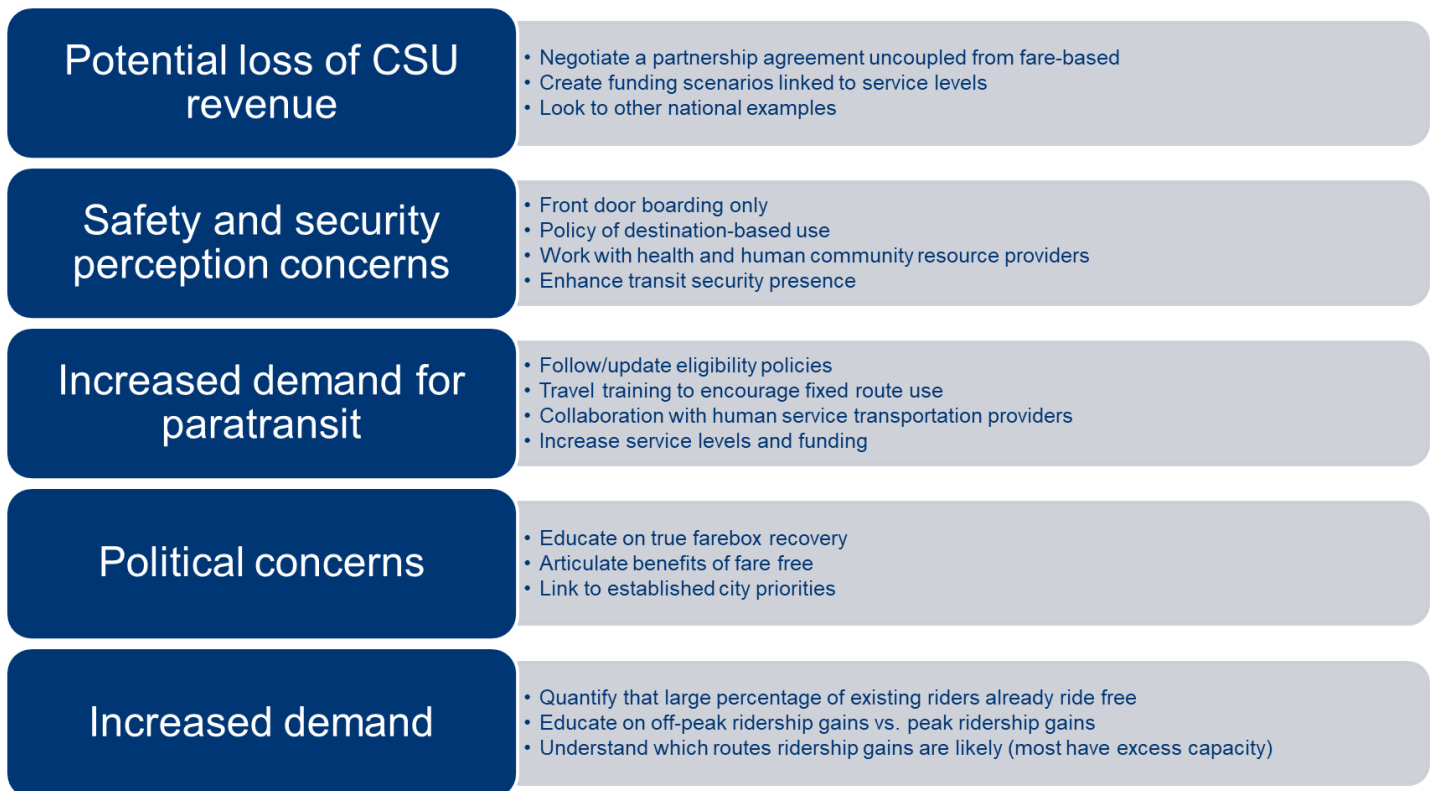 Potential loss of CSU
revenue
• Negotiate a partnership agreement uncoupled from fare-based
• Create funding scenarios linked to service levels
• Look to other national examples
Safety and security
perception concerns
• Front door boarding only
• Policy of destination-based use
• Work with health and human community resource providers
• Enhance transit security presence
Increased demand for
paratransit
• Follow/update eligibility policies
• Travel training to encourage fixed route use
• Collaboration with human service transportation providers
• Increase service levels and funding
Political concerns
• Educate on true farebox recovery
• Articulate benefits of fare free
• Link to established city priorities
Increased demand
• Quantify that large percentage of existing riders already ride free
• Educate on off-peak ridership gains vs. peak ridership gains
• Understand which routes ridership gains are likely (most have excess capacity)